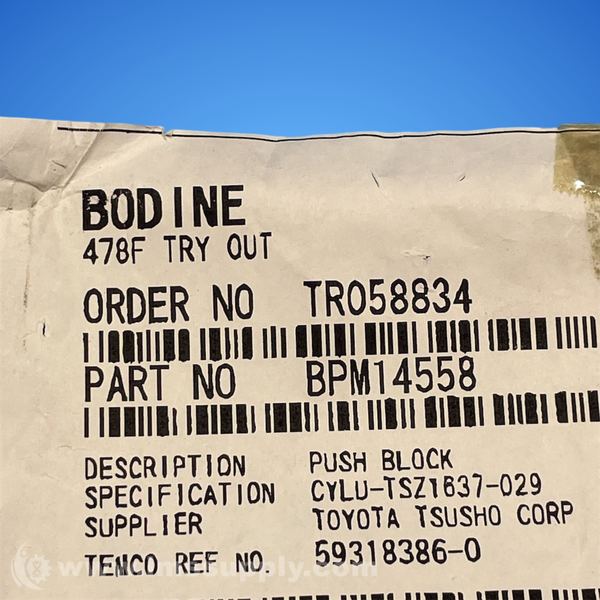 BODINE
478F TRY OUT
ORDER NO TR058834
PART NO BPM14558
DESCRIPTION PUSH BLOCK
SPECIFICATION CYLU-TSZ1637-029
SUPPLIER TOYOTA TSUSHO CORP
TEMCO REF NO. 59318386-0